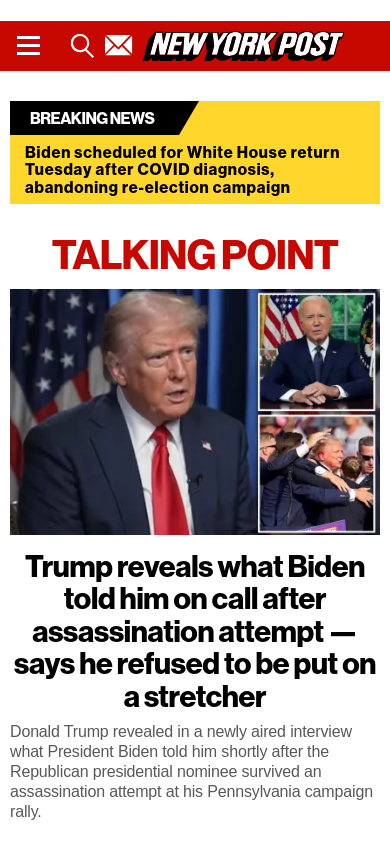 NEW YORK POST
BREAKING NEWS
Biden scheduled for White House return
Tuesday after COVID diagnosis,
abandoning re-election campaign
TALKING POINT
Trump reveals what Biden
told him on call after
assassination attempt —
says he refused to be put on
a stretcher
Donald Trump revealed in a newly aired interview
what President Biden told him shortly after the
Republican presidential nominee survived an
assassination attempt at his Pennsylvania campaign
rally.